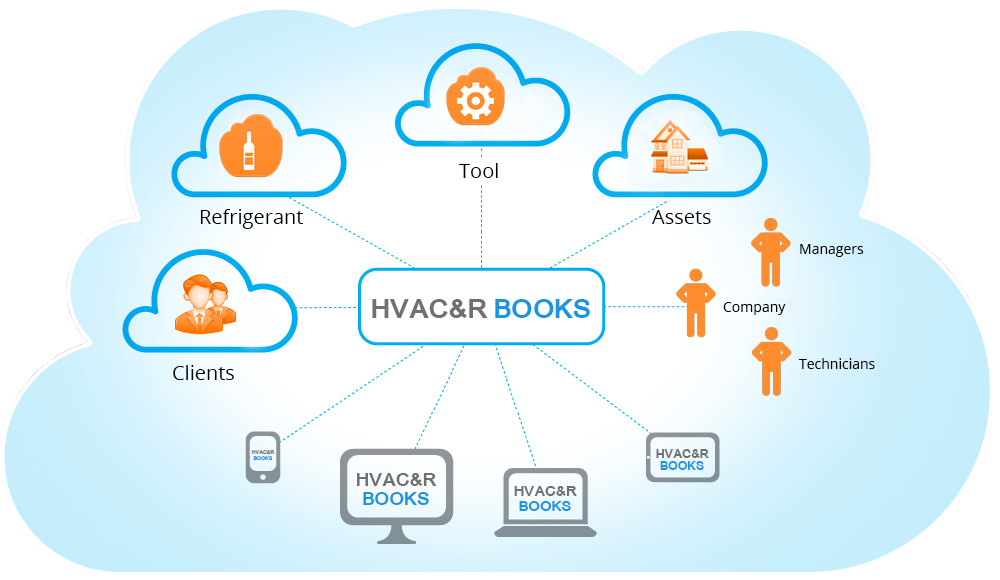 Tool
Refrigerant
Assets
Managers
HVAC&R BOOKS
Company
Clients
Technicians
HVAC&R
BOOKS
HVAC&R
BOOKS
HVAC&R
BOOKS
HVAC&R
BOOKS